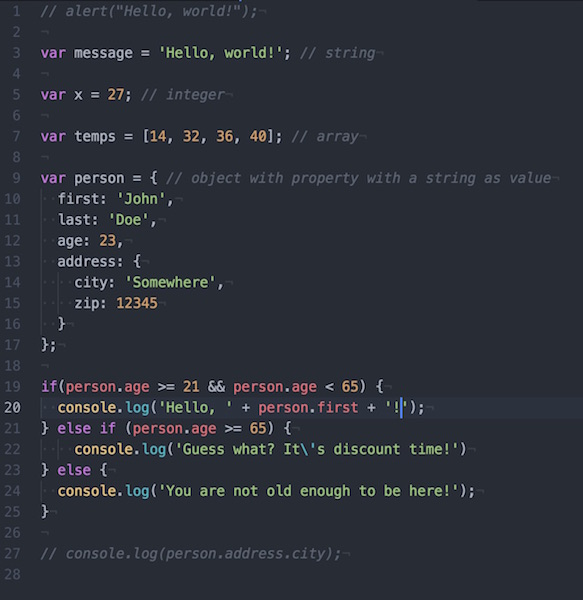 1 // alert("Hello, world!");
2
3 var message = 'Hello, world!'; // string
4
5 var x = 27; // integer
6
7 var temps = [14, 32, 36, 40]; // array
8
9 var person = { // object with property with a string as value
10 first: 'John',
11 last: 'Doe',
12 age: 23,
13 address: {
14 city: 'Somewhere',
15 zip: 12345
16 }
17 };
18
19 if(person.age >= 21 && person.age < 65) {
20 console.log('Hello, ' + person.first + '!');
21 } else if (person.age >= 65) {
22 console.log('Guess what? It\'s discount time!')
23 } else {
24 console.log('You are not old enough to be here!');
25 }
26
27 // console.log(person.address.city);
28